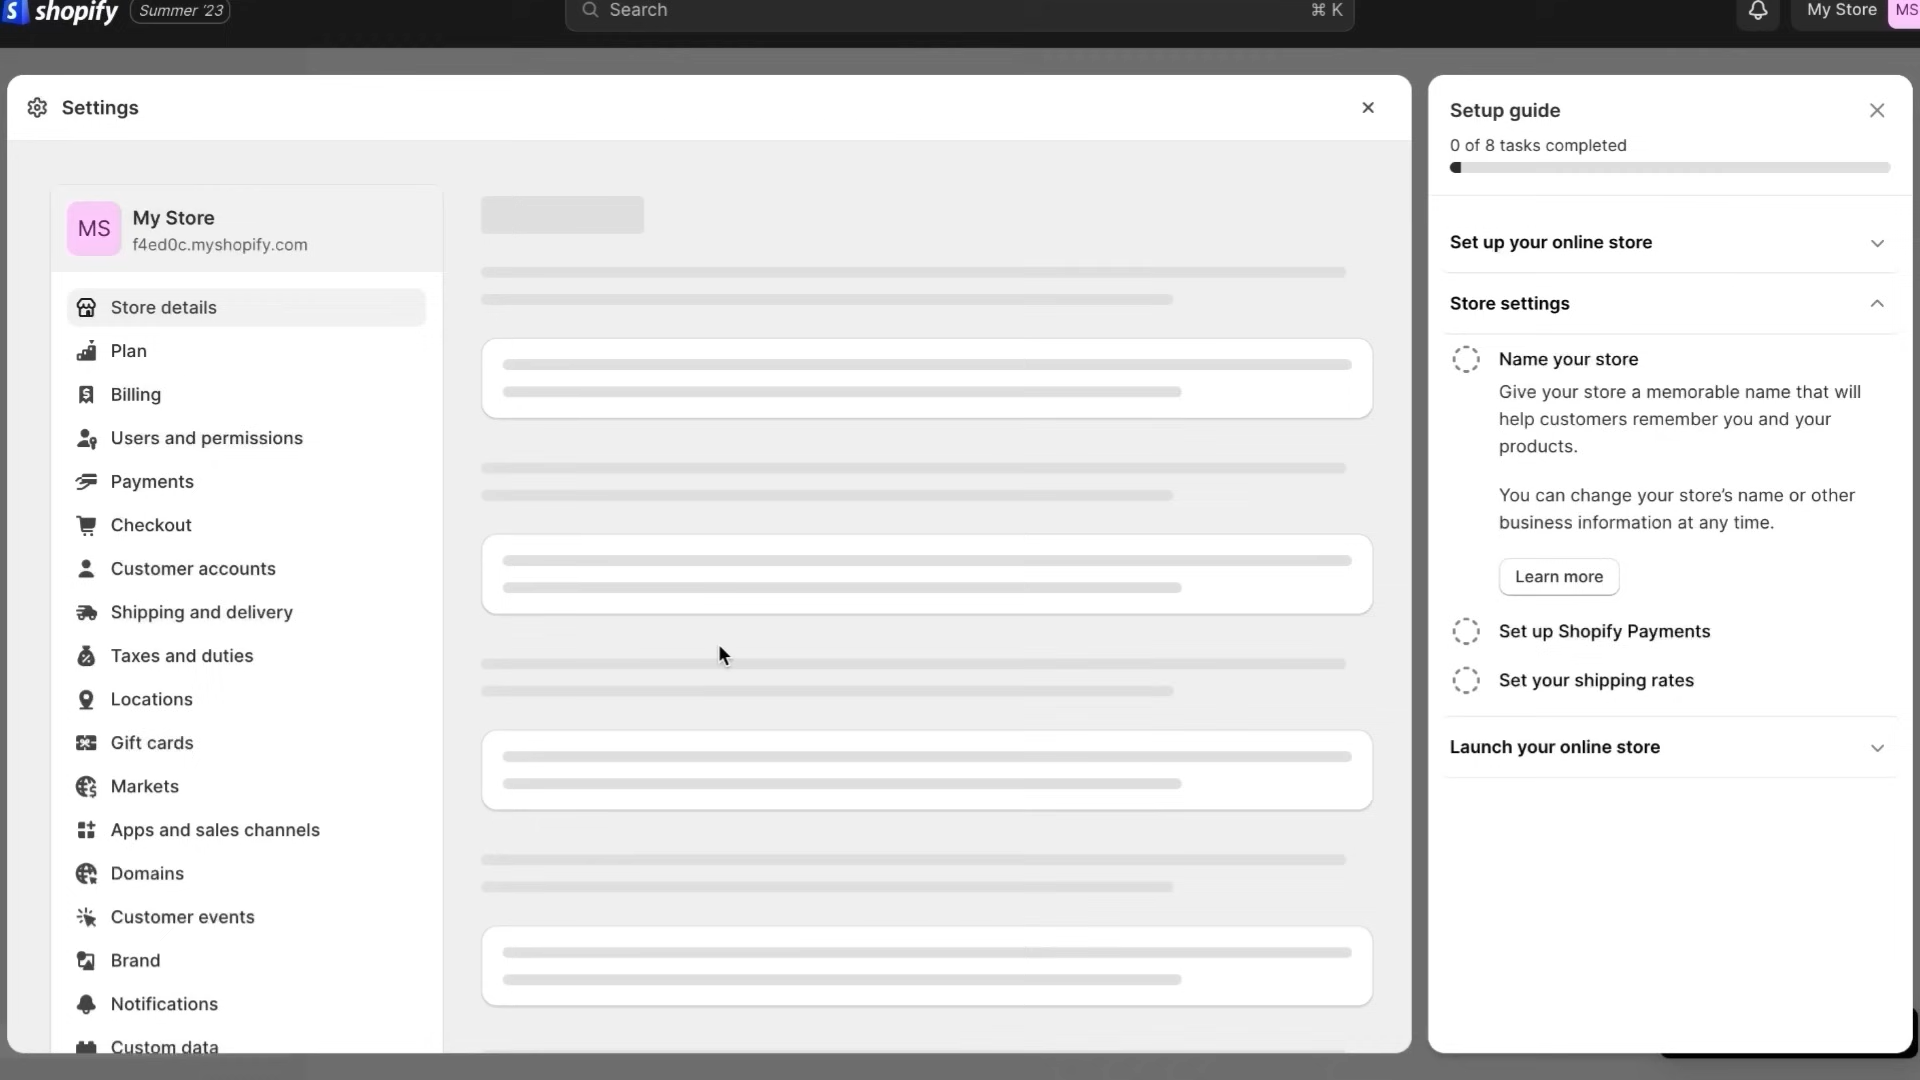 shopify
Summer '23
Search
⌘ K
My Store
MS
Settings
MS
My Store
f4ed0c.myshopify.com
Store details
Plan
Billing
Users and permissions
Payments
Checkout
Customer accounts
Shipping and delivery
Taxes and duties
Locations
Gift cards
Markets
Apps and sales channels
Domains
Customer events
Brand
Notifications
Custom data
Setup guide
0 of 8 tasks completed
Set up your online store
Store settings
Name your store
Give your store a memorable name that will
help customers remember you and your
products.
You can change your store’s name or other
business information at any time.
Learn more
Set up Shopify Payments
Set your shipping rates
Launch your online store